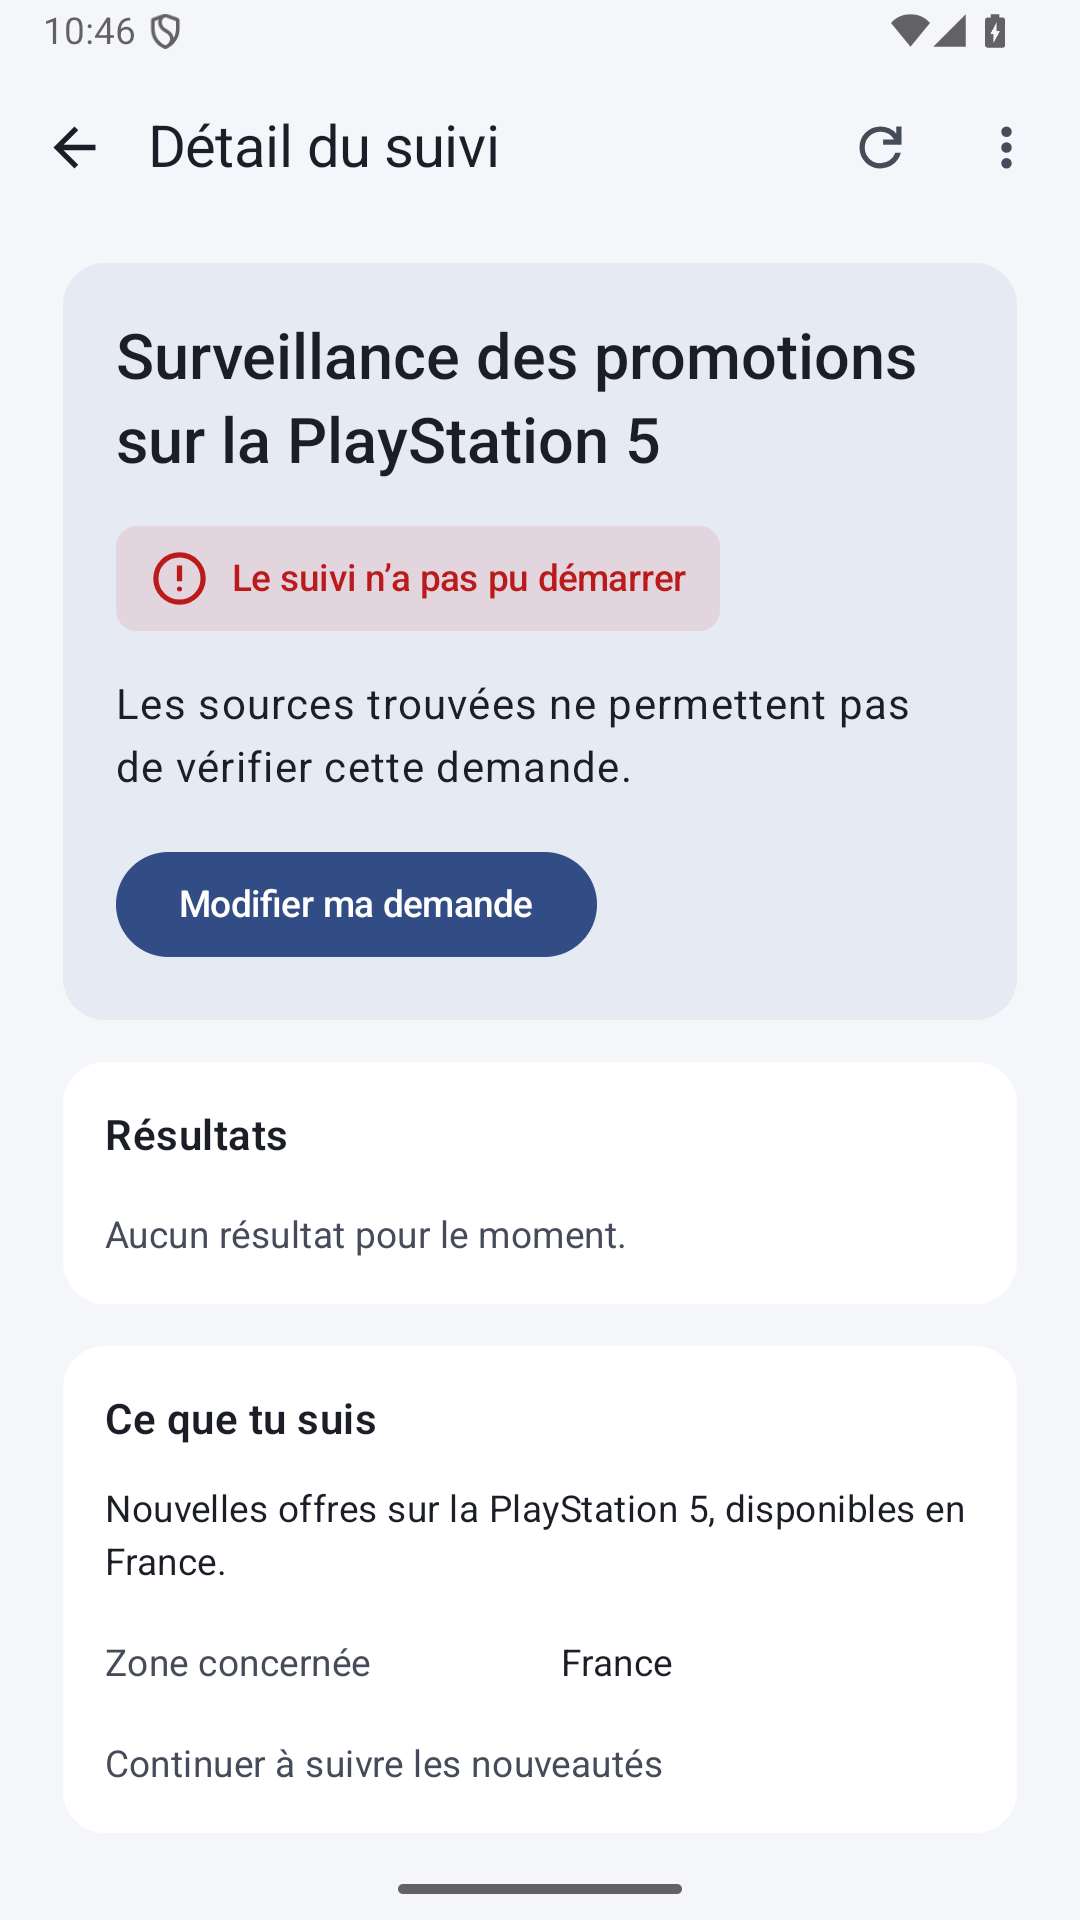 10:46
Détail du suivi
Surveillance des promotions
sur la PlayStation 5
Le suivi n’a pas pu démarrer
Les sources trouvées ne permettent pas
de vérifier cette demande.
Modifier ma demande
Résultats
Aucun résultat pour le moment.
Ce que tu suis
Nouvelles offres sur la PlayStation 5, disponibles en
France.
Zone concernée France
Continuer à suivre les nouveautés